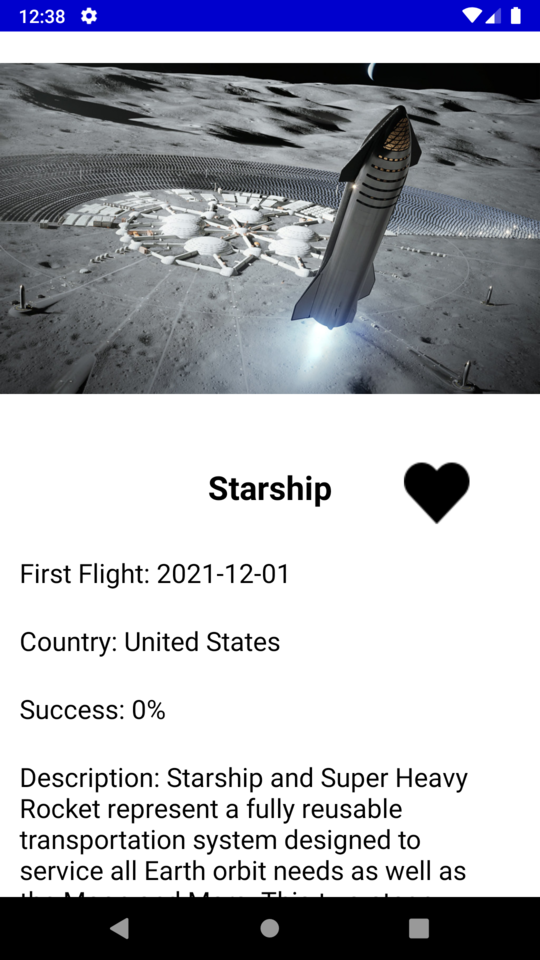 12:38
Starship
First Flight: 2021-12-01
Country: United States
Success: 0%
Description: Starship and Super Heavy
Rocket represent a fully reusable
transportation system designed to
service all Earth orbit needs as well as